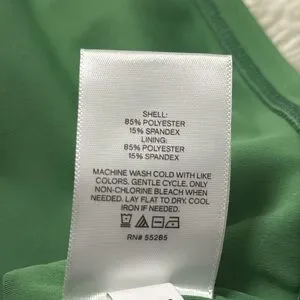 SHELL:
85% POLYESTER
15% SPANDEX
LINING:
85% POLYESTER
15% SPANDEX
MACHINE WASH COLD WITH LIKE
COLORS. GENTLE CYCLE. ONLY
NON-CHLORINE BLEACH WHEN
NEEDED. LAY FLAT TO DRY. COOL
IRON IF NEEDED.
RN# 55285